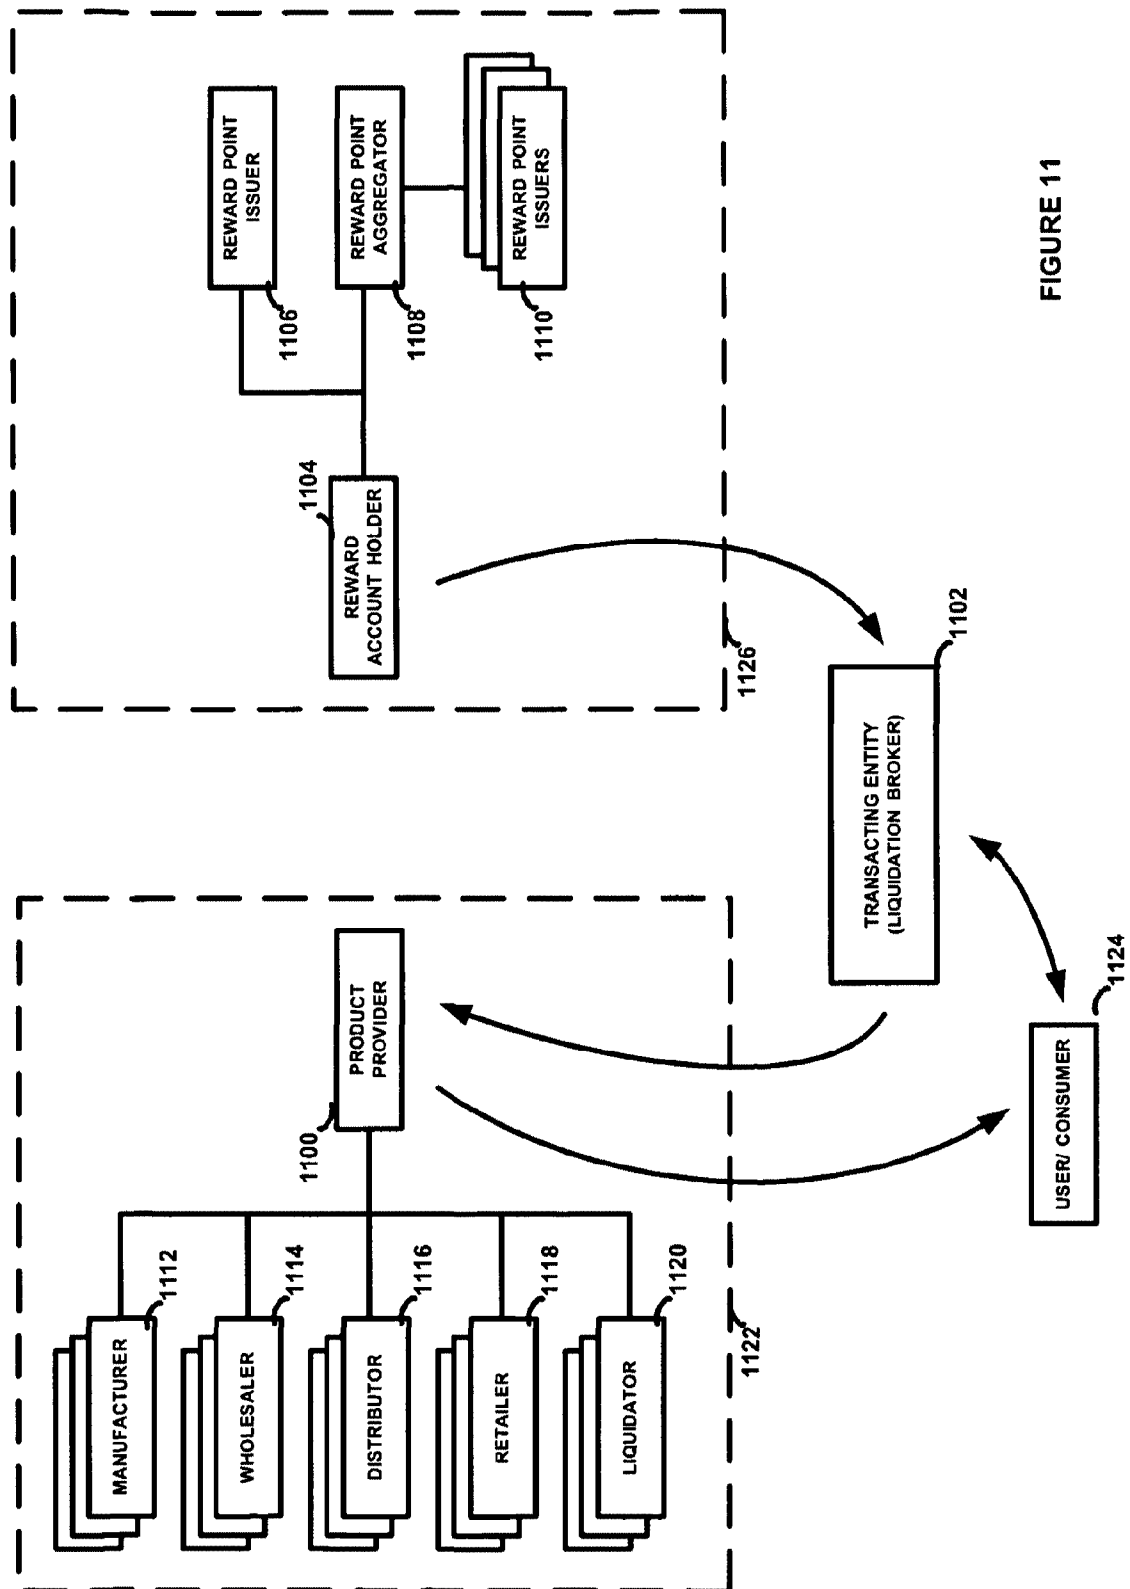 MANUFACTURER
1112
WHOLESALER
1114
DISTRIBUTOR
1116
RETAILER
1118
LIQUIDATOR
1120
1122
1100
PRODUCT
PROVIDER
1104
REWARD
ACCOUNT HOLDER
REWARD POINT
ISSUER
1106
REWARD POINT
AGGREGATOR
1108
REWARD POINT
ISSUERS
1110
1126
TRANSACTING ENTITY
(LIQUIDATION BROKER)
1102
USER/ CONSUMER
1124
FIGURE 11